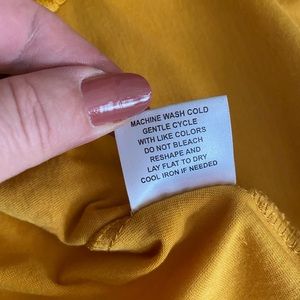 MACHINE WASH COLD
GENTLE CYCLE
WITH LIKE COLORS
DO NOT BLEACH
RESHAPE AND
LAY FLAT TO DRY
COOL IRON IF NEEDED